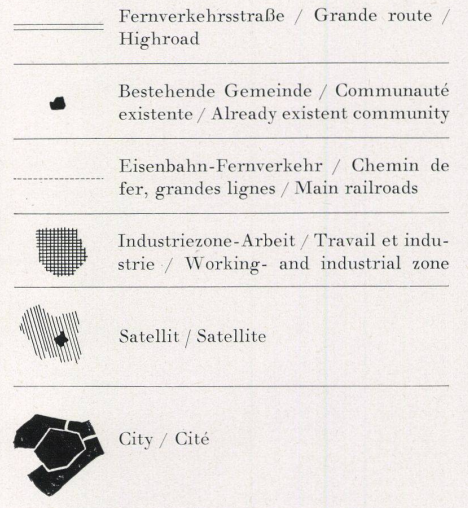 Fernverkehrsstraße / Grande route /
Highroad
Bestehende Gemeinde / Communauté
existente / Already existent community
Eisenbahn-Fernverkehr / Chemin de
fer, grandes lignes / Main railroads
Industriezone-Arbeit / Travail et indu-
strie / Working- and industrial zone
Satellit / Satellite
City / Cité